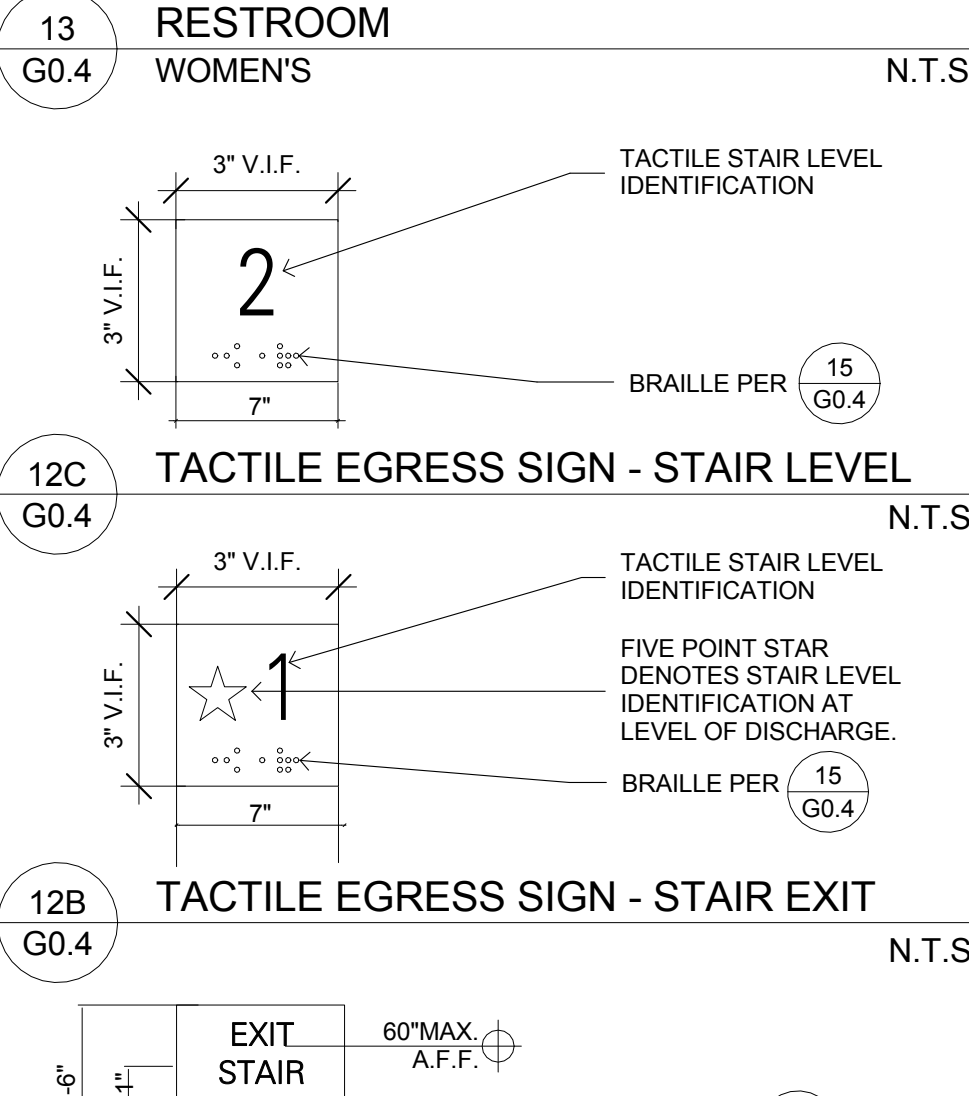 13
G0.4
RESTROOM
WOMEN'S
N.T.S
3" V.I.F.
3" V.I.F.
2
7"
TACTILE STAIR LEVEL
IDENTIFICATION
BRAILLE PER
15
G0.4
12C
G0.4
TACTILE EGRESS SIGN - STAIR LEVEL
N.T.S
3" V.I.F.
3" V.I.F.
1
7"
TACTILE STAIR LEVEL
IDENTIFICATION
FIVE POINT STAR
DENOTES STAIR LEVEL
IDENTIFICATION AT
LEVEL OF DISCHARGE.
BRAILLE PER
15
G0.4
12B
G0.4
TACTILE EGRESS SIGN - STAIR EXIT
N.T.S
EXIT
STAIR
60"MAX.
A.F.F.
-6"
1"